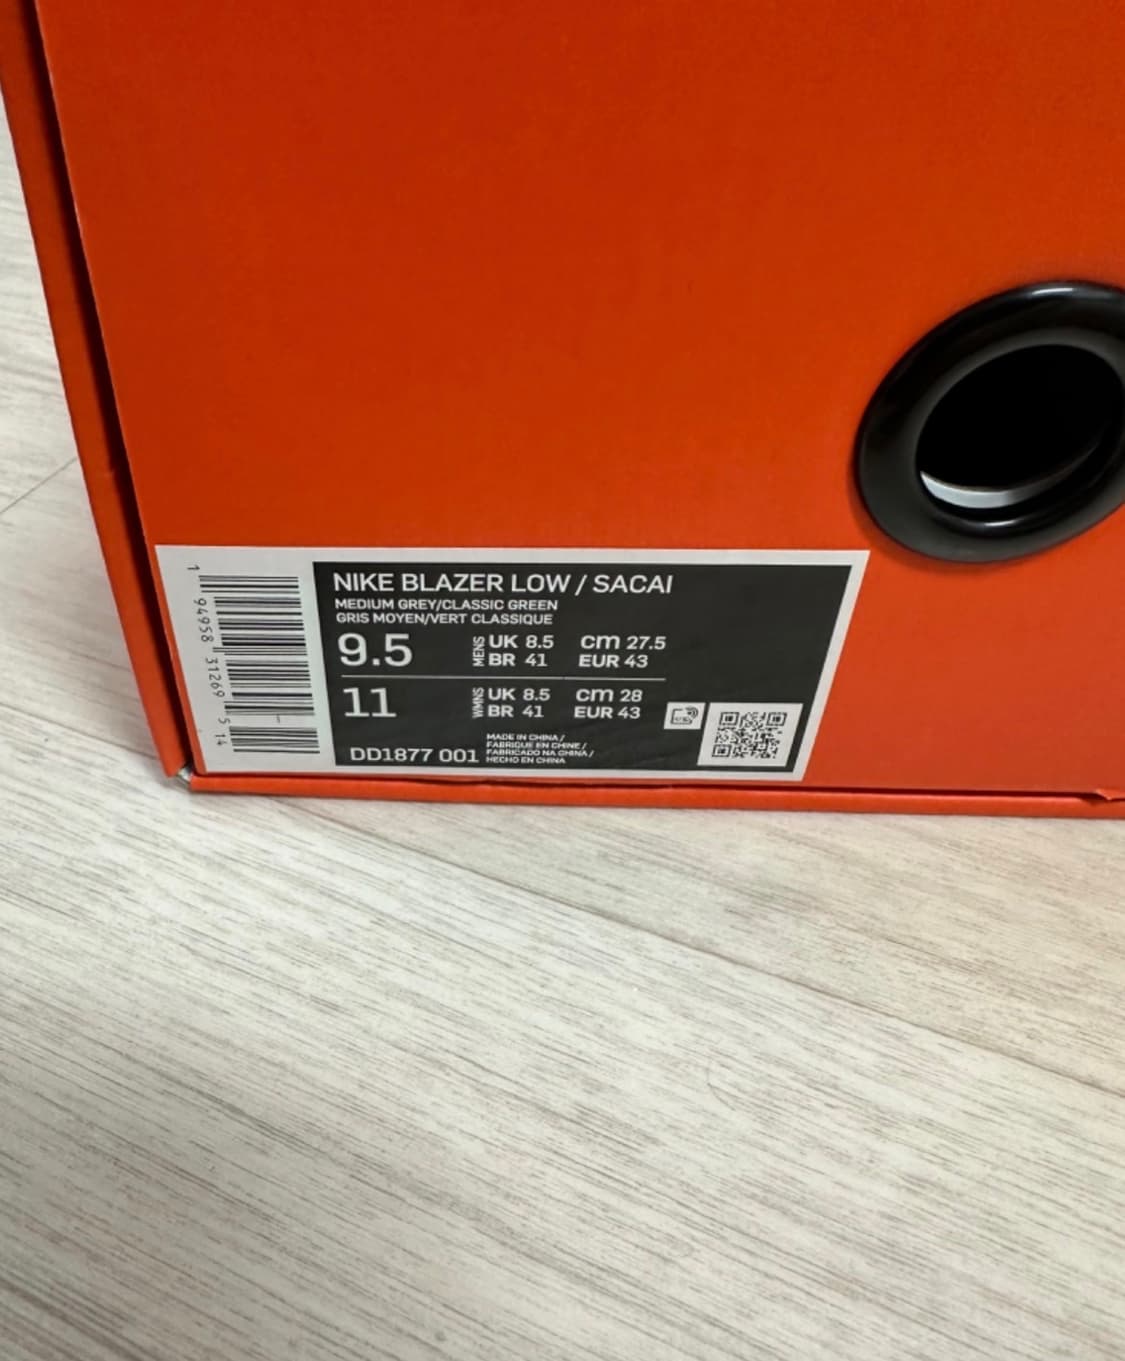 NIKE BLAZER LOW / SACAI
MEDIUM GREY/CLASSIC GREEN
GRIS MOYEN/VERT CLASSIQUE
9.5 MENS UK 8.5 cm 27.5
BR 41 EUR 43
11 WMNS UK 8.5 cm 28
BR 41 EUR 43
DD1877 001
MADE IN CHINA /
FABRIQUE EN CHINE /
FABRICADO NA CHINA /
HECHO EN CHINA
1 94958 31269 5 14